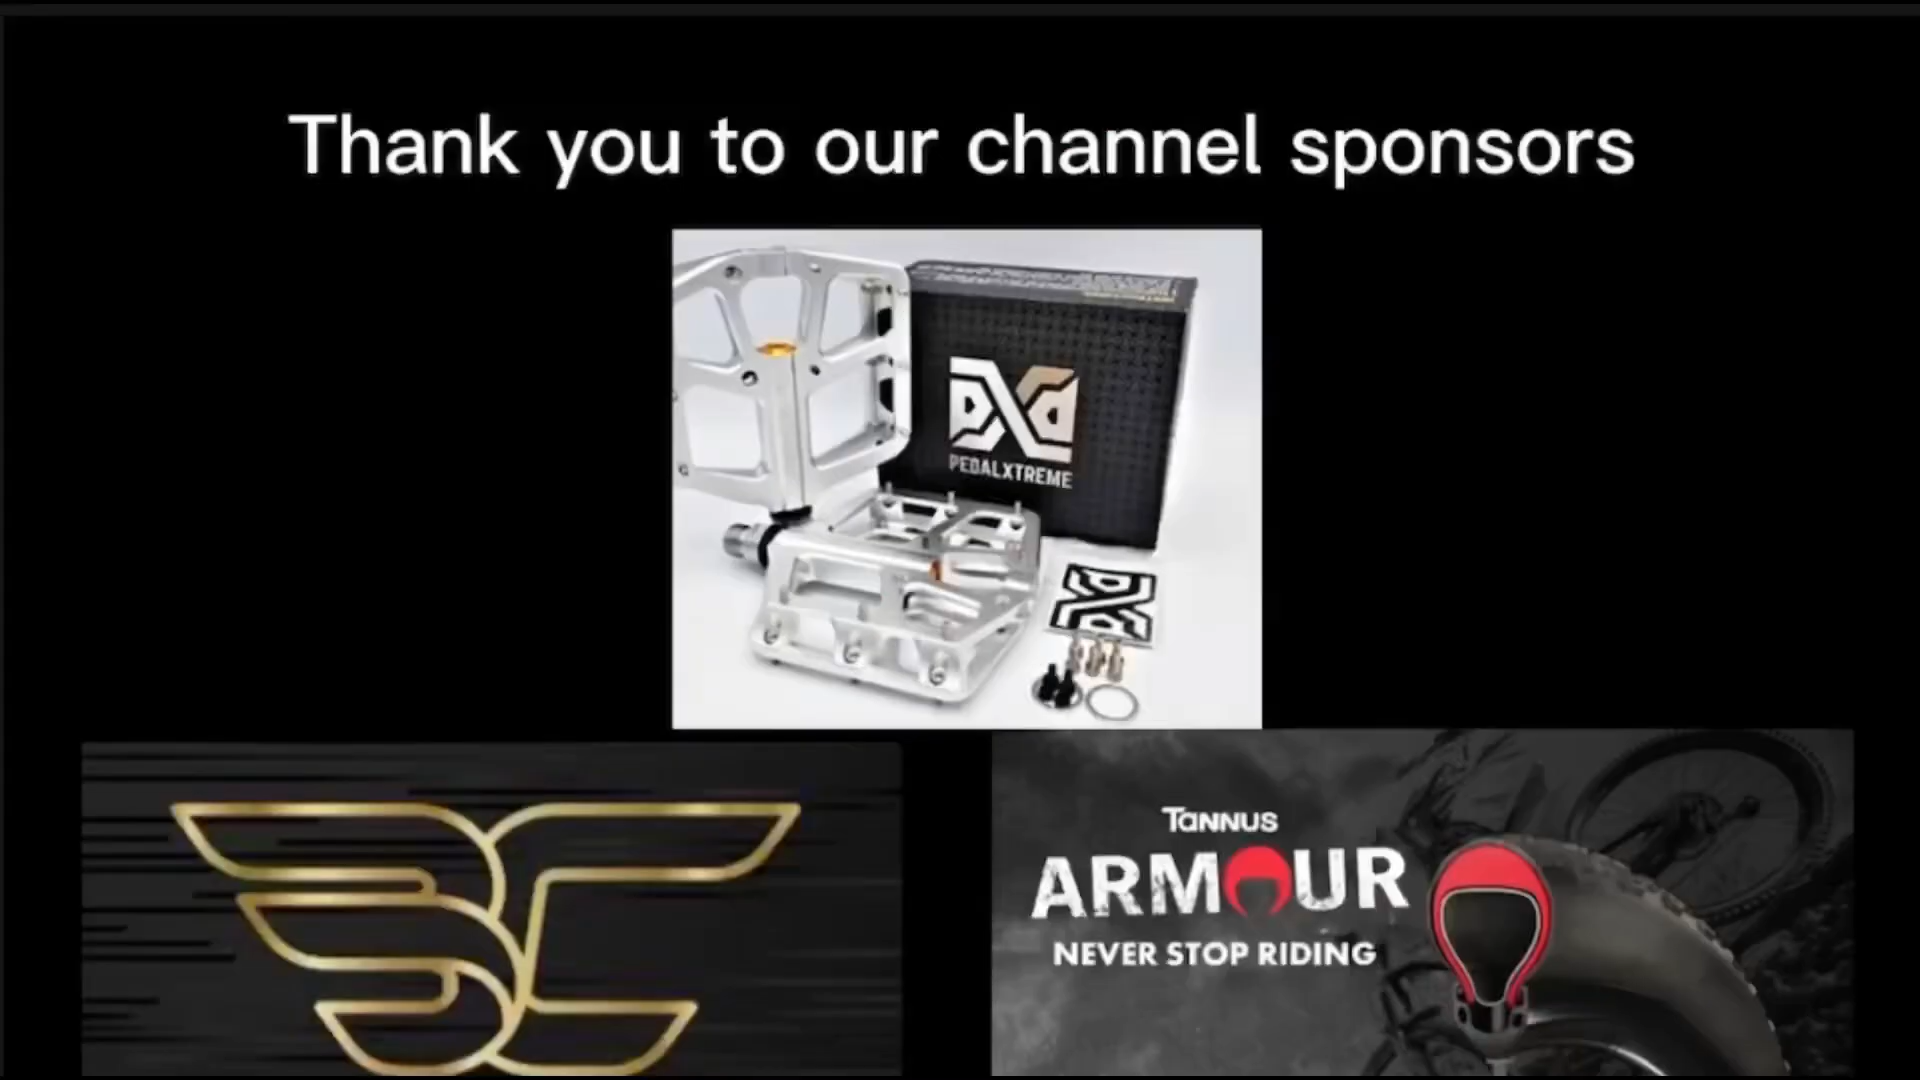 Thank you to our channel sponsors
PEDALXTREME
TANNUS
ARMOUR
NEVER STOP RIDING